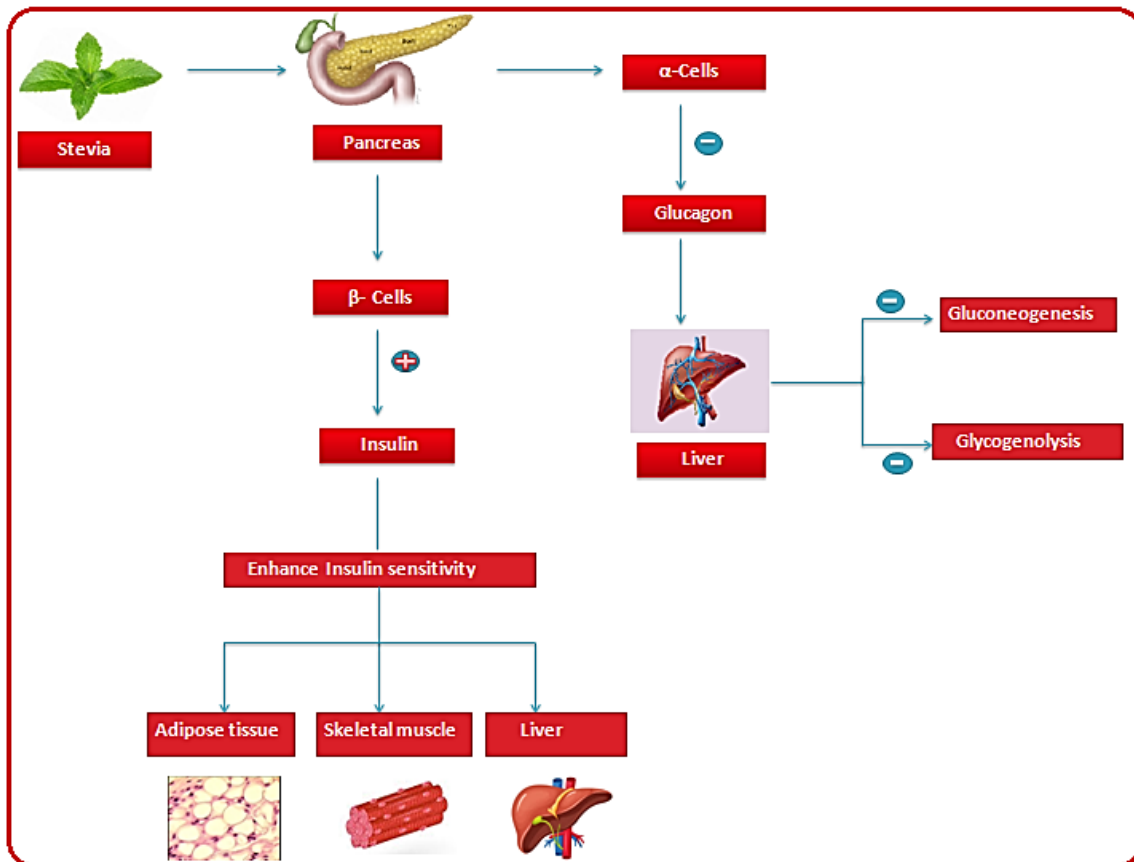 α-Cells
Stevia
Pancreas
Glucagon
β- Cells
Gluconeogenesis
Insulin
Glycogenolysis
Liver
Enhance Insulin sensitivity
Adipose tissue
Skeletal muscle
Liver